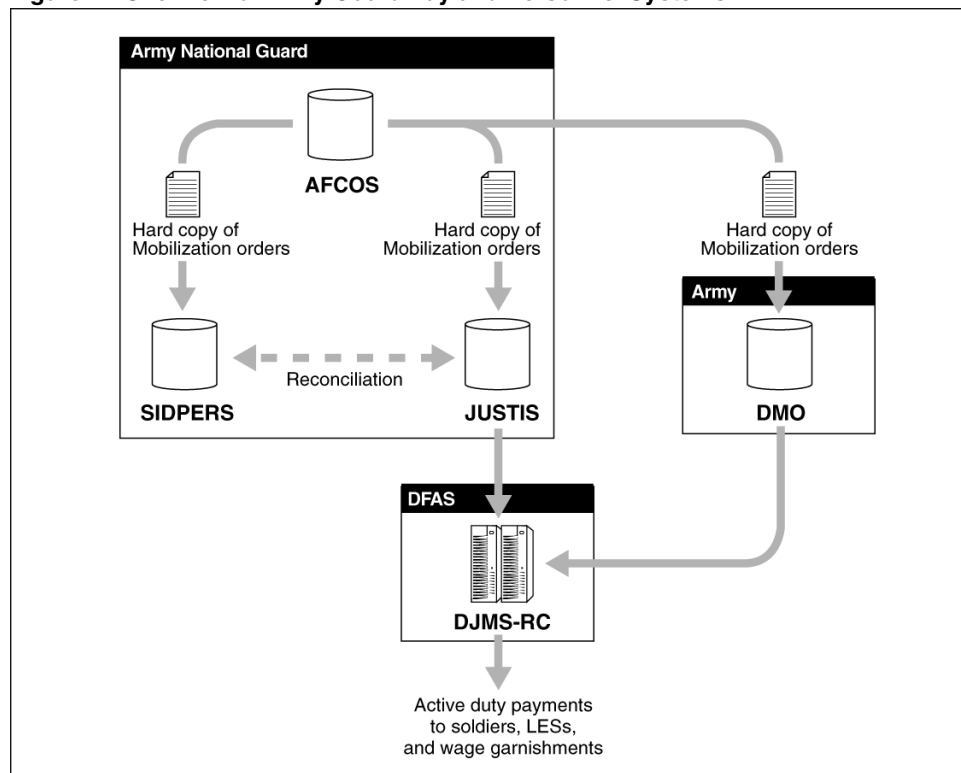 Army National Guard
AFCOS
Hard copy of
Mobilization orders
Hard copy of
Mobilization orders
Hard copy of
Mobilization orders
Army
Reconciliation
SIDPERS
JUSTIS
DMO
DFAS
DJMS-RC
Active duty payments
to soldiers, LESs,
and wage garnishments